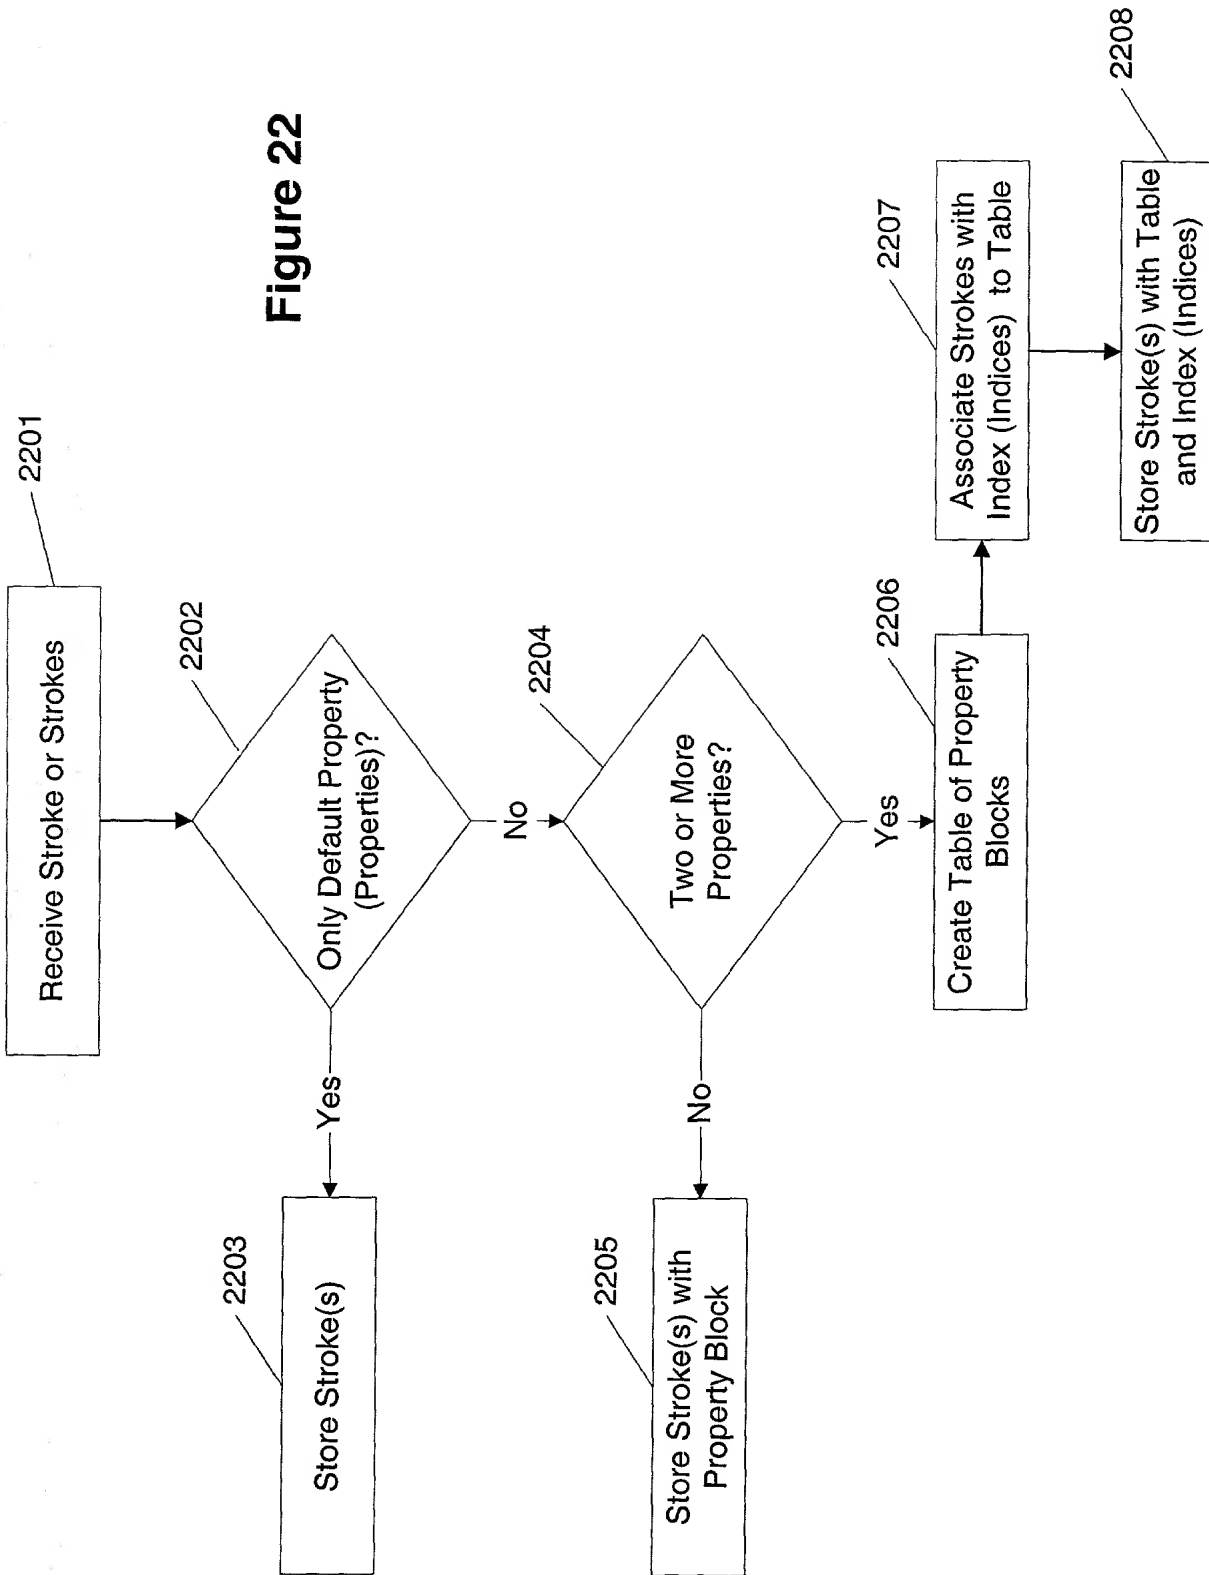 Figure 22
2201
Receive Stroke or Strokes
2202
Only Default Property
(Properties)?
Yes
2203
Store Stroke(s)
No
2204
Two or More
Properties?
No
2205
Store Stroke(s) with
Property Block
Yes
2206
Create Table of Property
Blocks
2207
Associate Strokes with
Index (Indices) to Table
2208
Store Stroke(s) with Table
and Index (Indices)